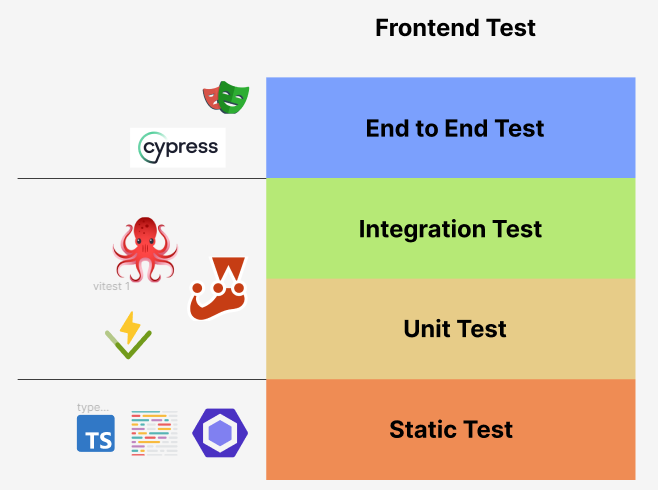 Frontend Test
End to End Test
cypress
Integration Test
vitest 1
Unit Test
type...
TS
Static Test